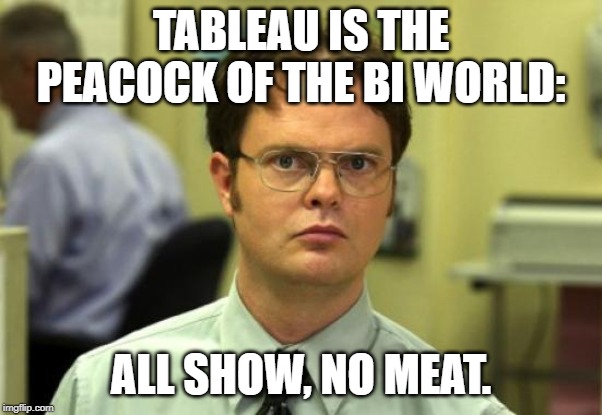 TABLEAU IS THE
PEACOCK OF THE BI WORLD:
ALL SHOW, NO MEAT.
imgflip.com